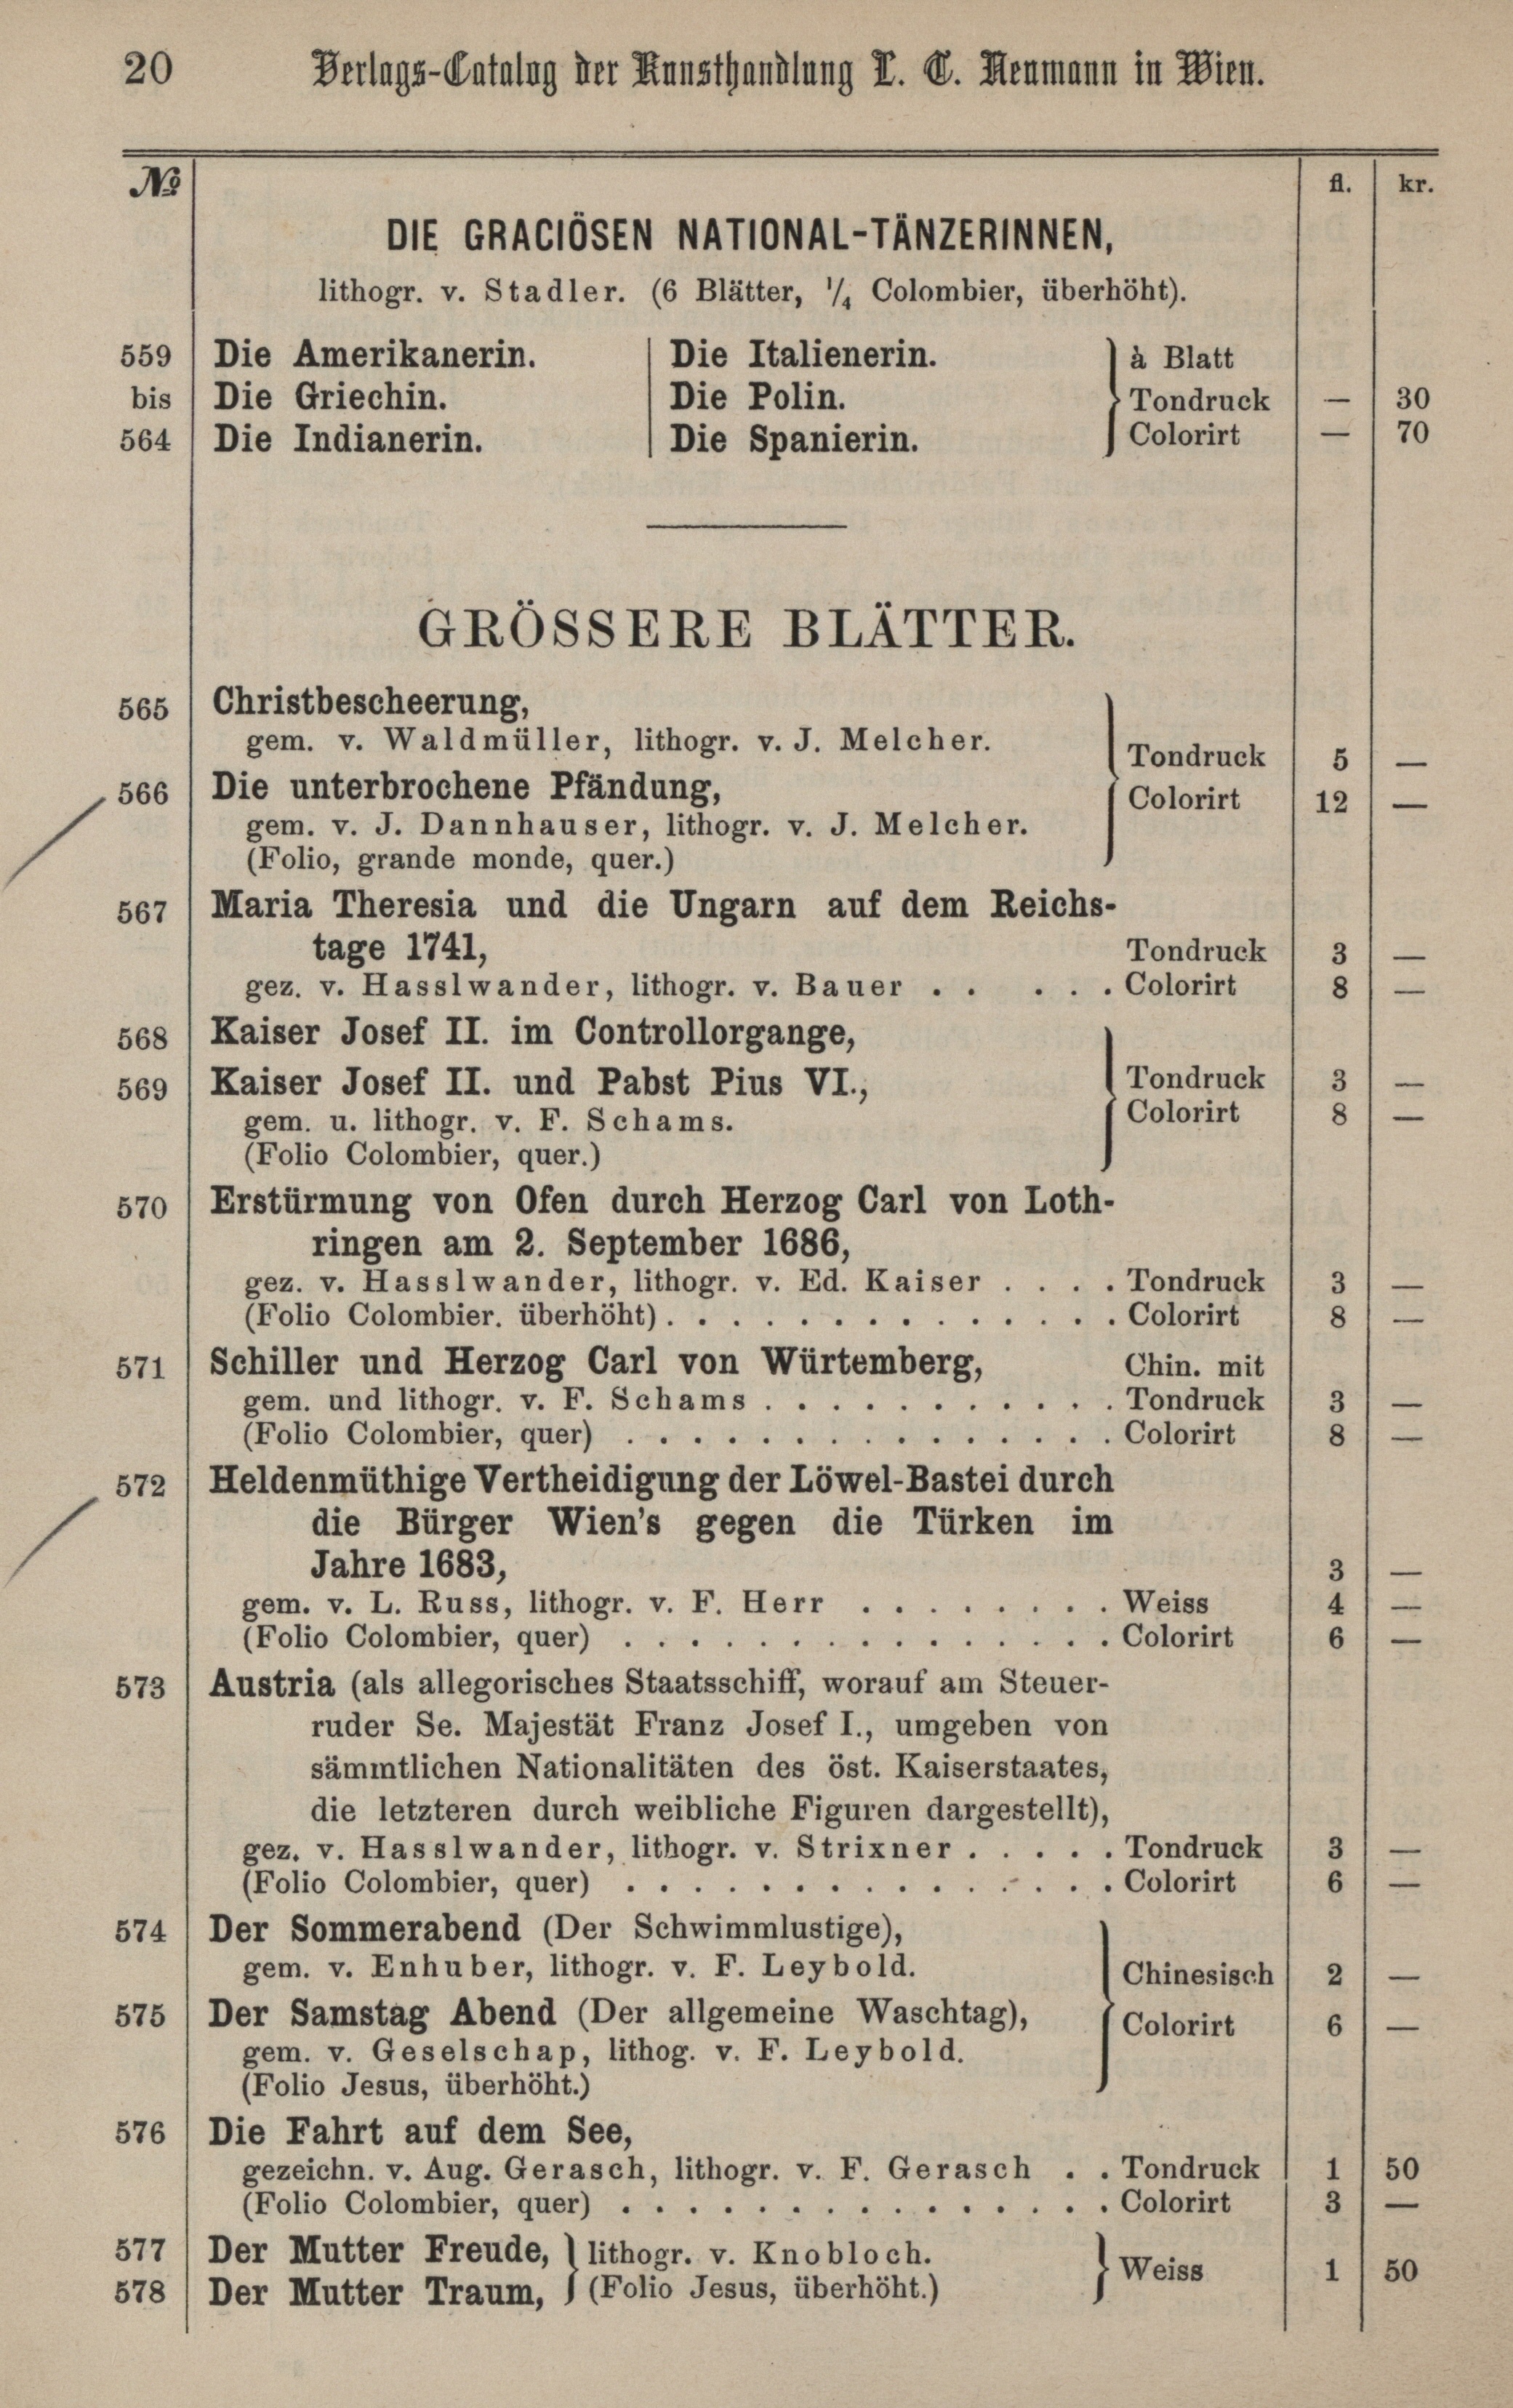 20 Verlags-Catalog der Kunsthandlung L. T. Neumann in Wien.
№ fl. kr.
DIE GRACIÖSEN NATIONAL-TÄNZERINNEN,
lithogr. v. Stadler. (6 Blätter, 1/4 Colombier, überhöht).
559 Die Amerikanerin. Die Italienerin. à Blatt
bis Die Griechin. Die Polin. Tondruck — 30
564 Die Indianerin. Die Spanierin. Colorirt — 70
GRÖSSERE BLÄTTER.
565 Christbescheerung,
gem. v. Waldmüller, lithogr. v. J. Melcher.
Tondruck 5 —
566 Die unterbrochene Pfändung,
Colorirt 12 —
gem. v. J. Dannhauser, lithogr. v. J. Melcher.
(Folio, grande monde, quer.)
567 Maria Theresia und die Ungarn auf dem Reichs-
tage 1741, Tondruck 3 —
gez. v. Hasslwander, lithogr. v. Bauer . . . . . Colorirt 8 —
568 Kaiser Josef II. im Controllorgange,
569 Kaiser Josef II. und Pabst Pius VI., Tondruck 3 —
gem. u. lithogr. v. F. Schams. Colorirt 8 —
(Folio Colombier, quer.)
570 Erstürmung von Ofen durch Herzog Carl von Loth-
ringen am 2. September 1686,
gez. v. Hasslwander, lithogr. v. Ed. Kaiser . . . . Tondruck 3 —
(Folio Colombier. überhöht) . . . . . . . . . . . . . . Colorirt 8 —
571 Schiller und Herzog Carl von Würtemberg, Chin. mit
gem. und lithogr. v. F. Schams . . . . . . . . . . . Tondruck 3 —
(Folio Colombier, quer) . . . . . . . . . . . . . . . Colorirt 8 —
572 Heldenmüthige Vertheidigung der Löwel-Bastei durch
die Bürger Wien's gegen die Türken im
Jahre 1683, 3 —
gem. v. L. Russ, lithogr. v. F. Herr . . . . . . . . Weiss 4 —
(Folio Colombier, quer) . . . . . . . . . . . . . . . Colorirt 6 —
573 Austria (als allegorisches Staatsschiff, worauf am Steuer-
ruder Se. Majestät Franz Josef I., umgeben von
sämmtlichen Nationalitäten des öst. Kaiserstaates,
die letzteren durch weibliche Figuren dargestellt),
gez. v. Hasslwander, lithogr. v. Strixner . . . . . Tondruck 3 —
(Folio Colombier, quer) . . . . . . . . . . . . . . . Colorirt 6 —
574 Der Sommerabend (Der Schwimmlustige),
gem. v. Enhuber, lithogr. v. F. Leybold. Chinesisch 2 —
575 Der Samstag Abend (Der allgemeine Waschtag), Colorirt 6 —
gem. v. Geselschap, lithog. v. F. Leybold.
(Folio Jesus, überhöht.)
576 Die Fahrt auf dem See,
gezeichn. v. Aug. Gerasch, lithogr. v. F. Gerasch . . Tondruck 1 50
(Folio Colombier, quer) . . . . . . . . . . . . . . . Colorirt 3 —
577 Der Mutter Freude, lithogr. v. Knobloch.
Weiss 1 50
578 Der Mutter Traum, (Folio Jesus, überhöht.)